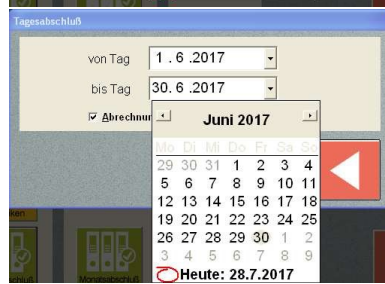 Tagesabschluß
von Tag 1 . 6 .2017
bis Tag 30. 6 .2017
Juni 2017
Mo Di Mi Do Fr Sa So
29 30 31 1 2 3 4
5 6 7 8 9 10 11
12 13 14 15 16 17 18
19 20 21 22 23 24 25
26 27 28 29 30 1 2
3 4 5 6 7 8 9
Heute: 28.7.2017
Monatsabschluß